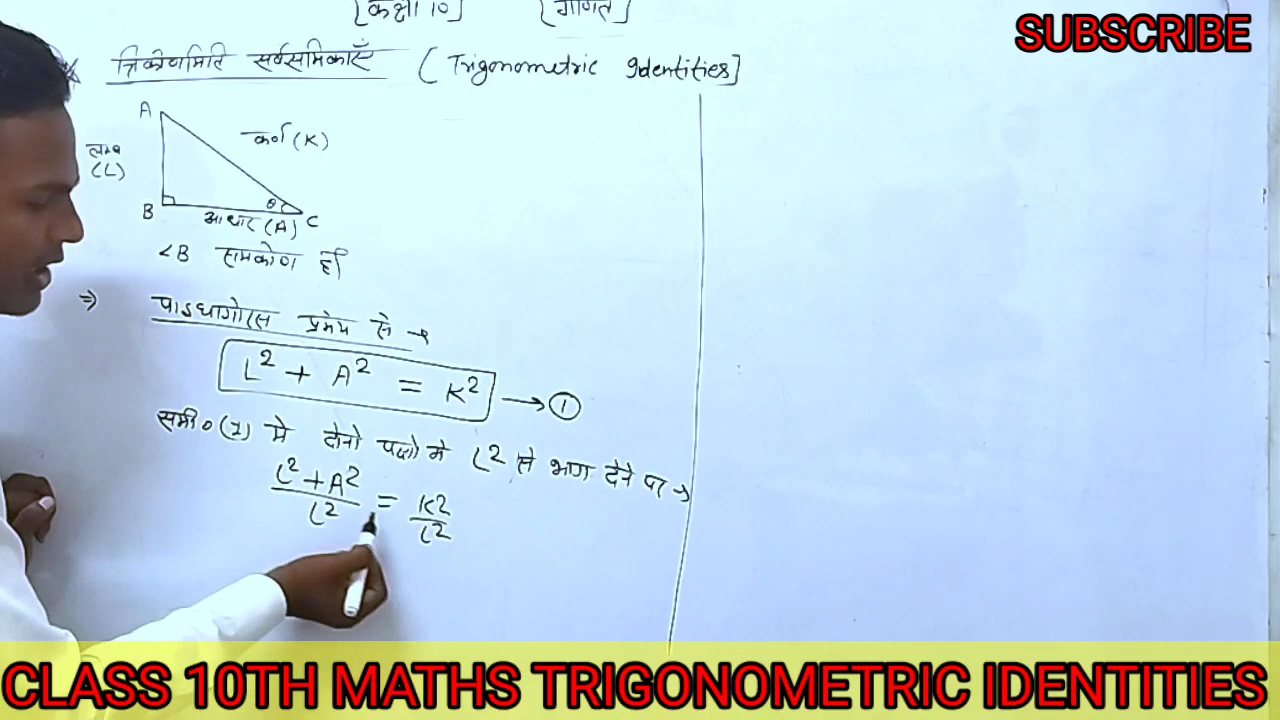 [कक्षा 10] [गणित]
SUBSCRIBE
त्रिकोणमिति सर्वसमिकाएँ (Trigonometric Identities]
A
कर्ण (K)
लम्ब
(L)
B
θ
C
आधार (A)
∠B समकोण है।
⇒ पाइथागोरस प्रमेय से →
L² + A² = K² → ①
समी० (1) मे दोनो पक्षो मे L² से भाग देने पर →
L² + A² / L² = K² / L²
CLASS 10TH MATHS TRIGONOMETRIC IDENTITIES